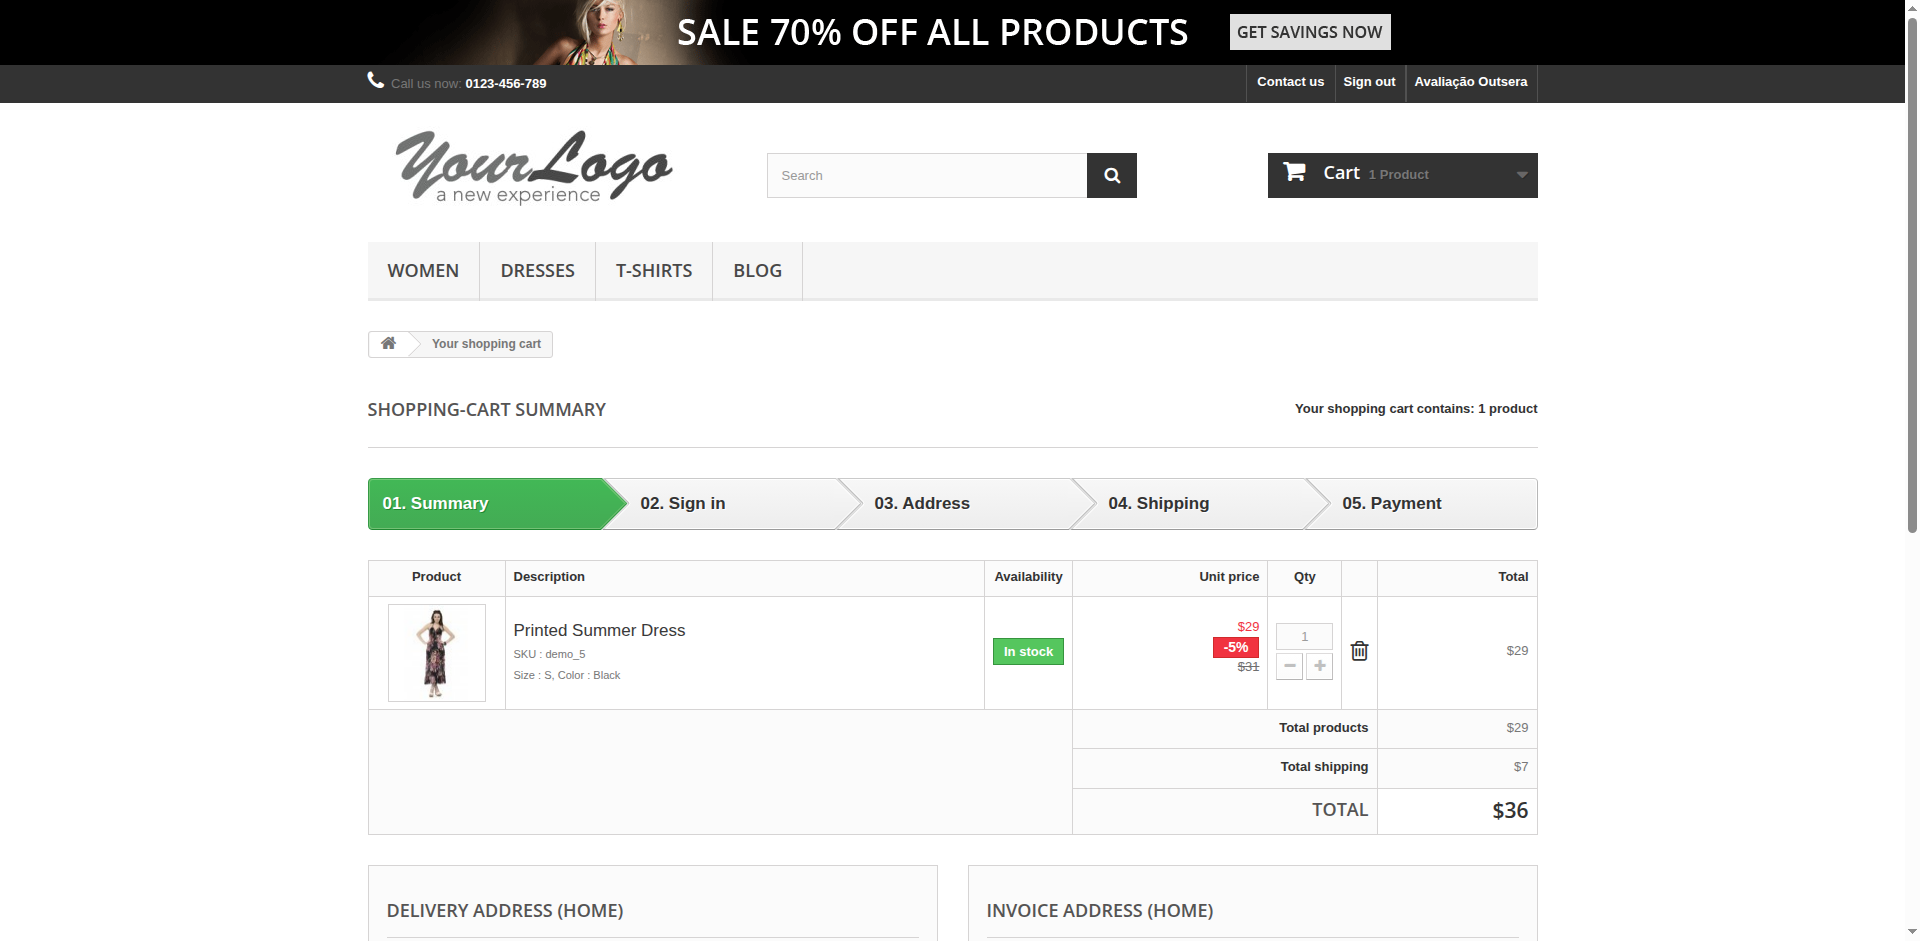 SALE 70% OFF ALL PRODUCTS
GET SAVINGS NOW
Call us now: 0123-456-789
Contact us
Sign out
Avaliação Outsera
YourLogo
a new experience
Search
Cart 1 Product
WOMEN
DRESSES
T-SHIRTS
BLOG
Your shopping cart
SHOPPING-CART SUMMARY
Your shopping cart contains: 1 product
01. Summary
02. Sign in
03. Address
04. Shipping
05. Payment
Product
Description
Availability
Unit price
Qty
Total
Printed Summer Dress
SKU : demo_5
Size : S, Color : Black
In stock
$29
-5%
$31
1
$29
Total products
$29
Total shipping
$7
TOTAL
$36
DELIVERY ADDRESS (HOME)
INVOICE ADDRESS (HOME)